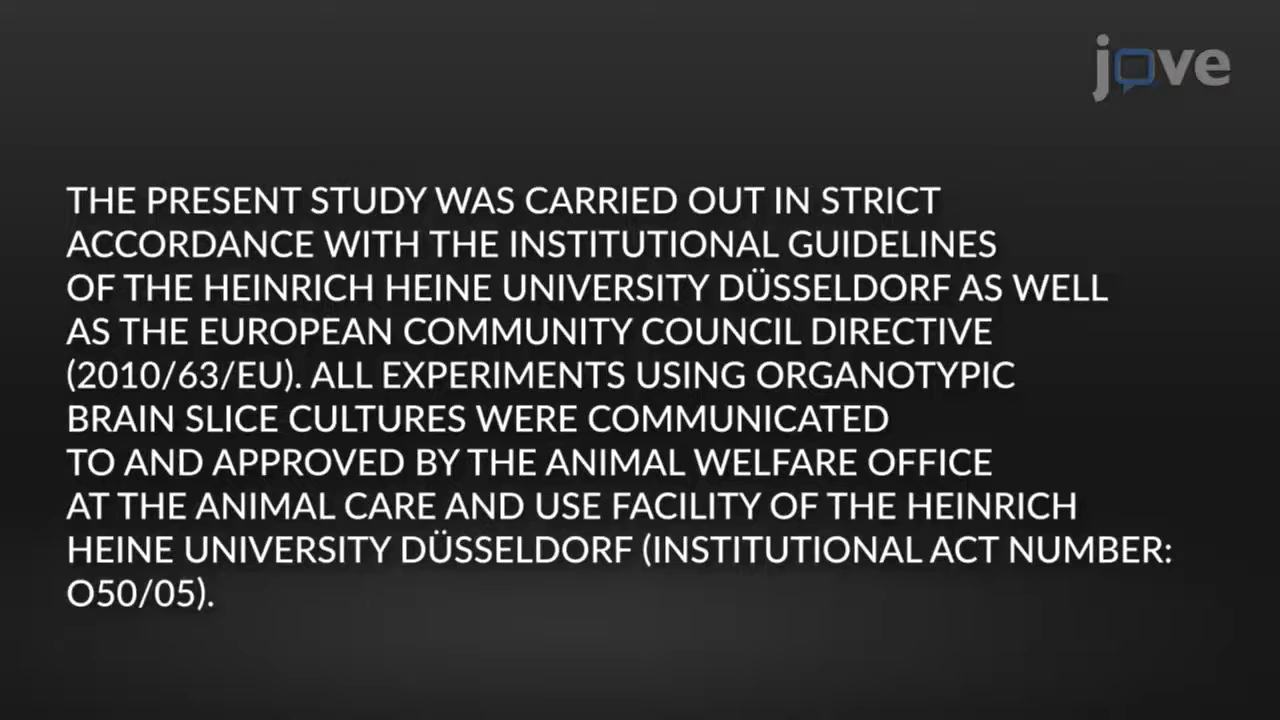 jove
THE PRESENT STUDY WAS CARRIED OUT IN STRICT
ACCORDANCE WITH THE INSTITUTIONAL GUIDELINES
OF THE HEINRICH HEINE UNIVERSITY DÜSSELDORF AS WELL
AS THE EUROPEAN COMMUNITY COUNCIL DIRECTIVE
(2010/63/EU). ALL EXPERIMENTS USING ORGANOTYPIC
BRAIN SLICE CULTURES WERE COMMUNICATED
TO AND APPROVED BY THE ANIMAL WELFARE OFFICE
AT THE ANIMAL CARE AND USE FACILITY OF THE HEINRICH
HEINE UNIVERSITY DÜSSELDORF (INSTITUTIONAL ACT NUMBER:
O50/05).